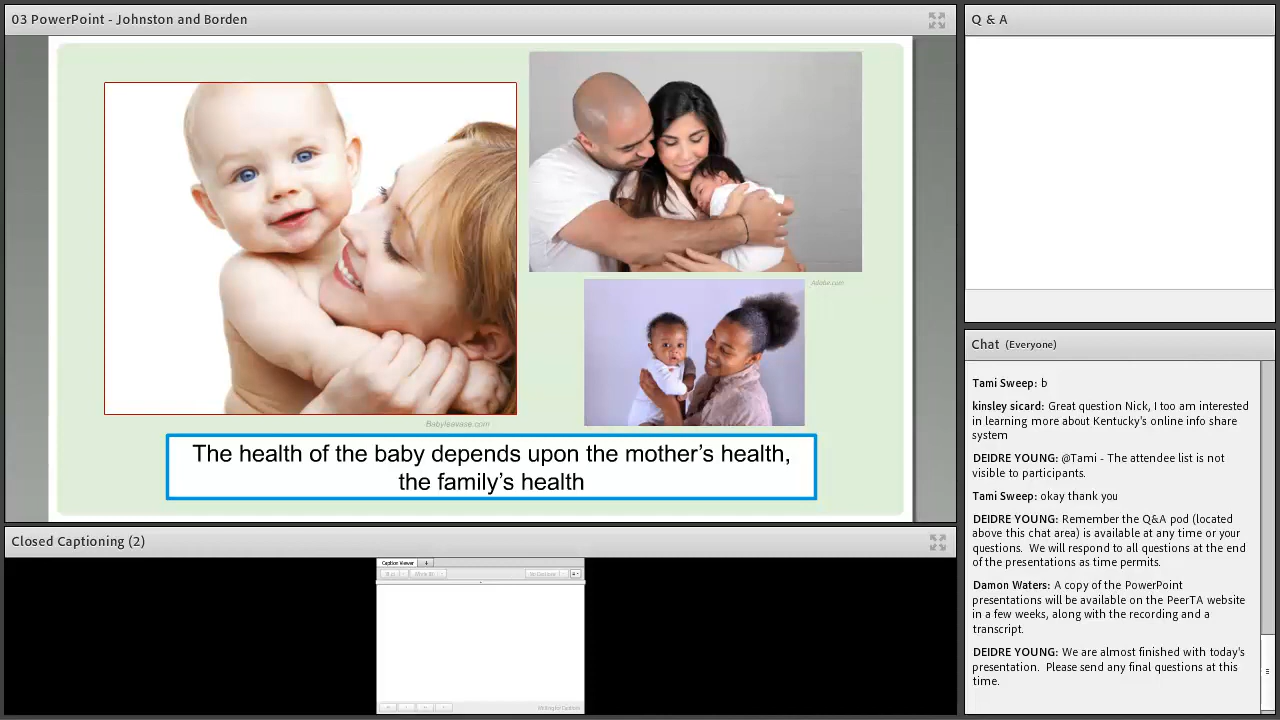 03 PowerPoint - Johnston and Borden
Adobe.com
Babyleavease.com
The health of the baby depends upon the mother's health,
the family's health
Closed Captioning (2)
Caption Viewer
Q & A
Chat (Everyone)
Tami Sweep: b
kinsley sicard: Great question Nick, I too am interested
in learning more about Kentucky's online info share
system
DEIDRE YOUNG: @Tami - The attendee list is not
visible to participants.
Tami Sweep: okay thank you
DEIDRE YOUNG: Remember the Q&A pod (located
above this chat area) is available at any time or your
questions. We will respond to all questions at the end
of the presentations as time permits.
Damon Waters: A copy of the PowerPoint
presentations will be available on the PeerTA website
in a few weeks, along with the recording and a
transcript.
DEIDRE YOUNG: We are almost finished with today's
presentation. Please send any final questions at this
time.